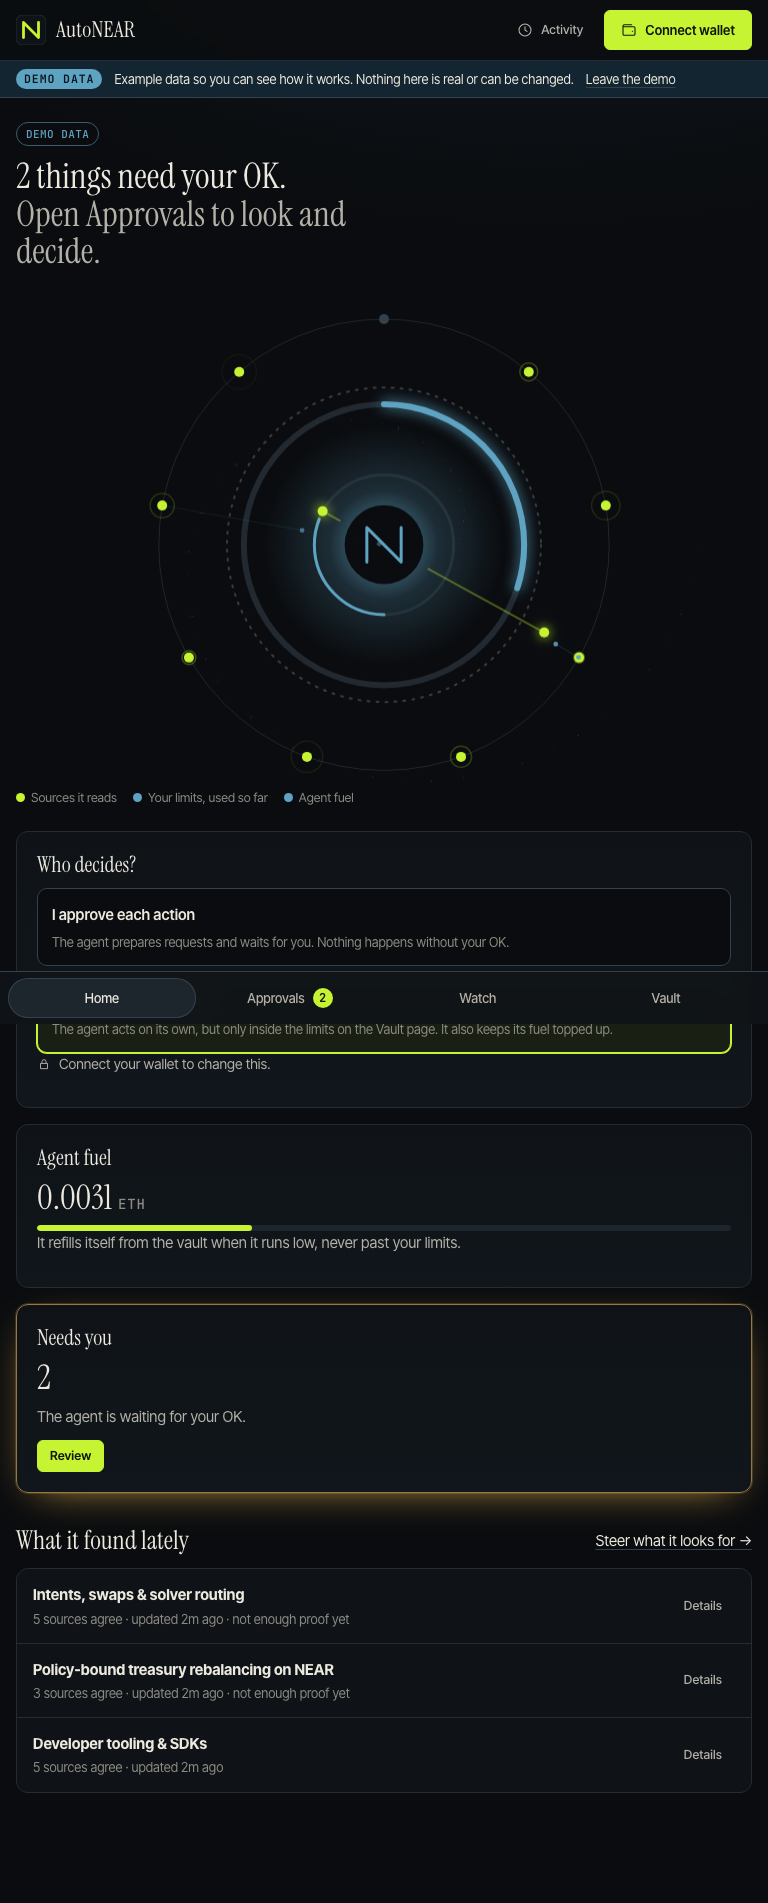 AutoNEAR
Activity
Connect wallet
DEMO DATA
Example data so you can see how it works. Nothing here is real or can be changed.
Leave the demo
DEMO DATA
2 things need your OK.
Open Approvals to look and
decide.
Sources it reads
Your limits, used so far
Agent fuel
Who decides?
I approve each action
The agent prepares requests and waits for you. Nothing happens without your OK.
Home
Approvals 2
Watch
Vault
The agent acts on its own, but only inside the limits on the Vault page. It also keeps its fuel topped up.
Connect your wallet to change this.
Agent fuel
0.0031 ETH
It refills itself from the vault when it runs low, never past your limits.
Needs you
2
The agent is waiting for your OK.
Review
What it found lately
Steer what it looks for →
Intents, swaps & solver routing
5 sources agree · updated 2m ago · not enough proof yet
Details
Policy-bound treasury rebalancing on NEAR
3 sources agree · updated 2m ago · not enough proof yet
Details
Developer tooling & SDKs
5 sources agree · updated 2m ago
Details